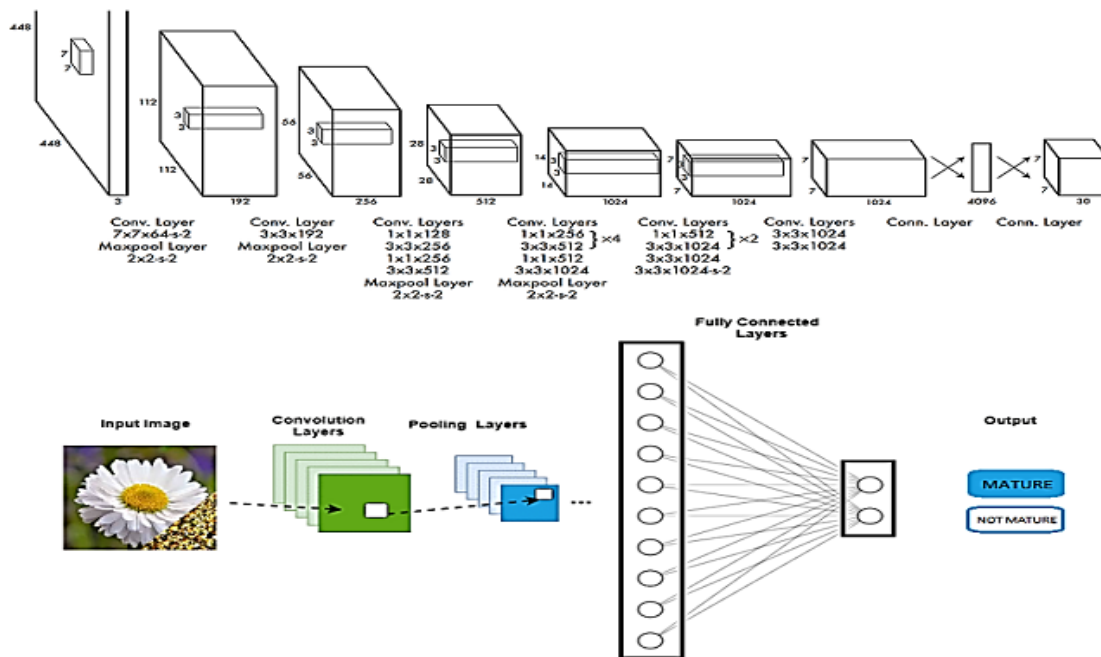 448
7
7
448
3
112
3
3
112
192
56
3
3
56
256
28
3
3
28
512
14
3
3
14
1024
7
3
3
7
1024
7
7
1024
4096
7
7
30
Conv. Layer
7x7x64-s-2
Maxpool Layer
2x2-s-2
Conv. Layer
3x3x192
Maxpool Layer
2x2-s-2
Conv. Layers
1x1x128
3x3x256
1x1x256
3x3x512
Maxpool Layer
2x2-s-2
Conv. Layers
1x1x256
3x3x512
×4
1x1x512
3x3x1024
Maxpool Layer
2x2-s-2
Conv. Layers
1x1x512
3x3x1024
×2
3x3x1024
3x3x1024-s-2
Conv. Layers
3x3x1024
3x3x1024
Conn. Layer
Conn. Layer
Fully Connected
Layers
Input Image
Convolution
Layers
Pooling Layers
...
Output
MATURE
NOT MATURE